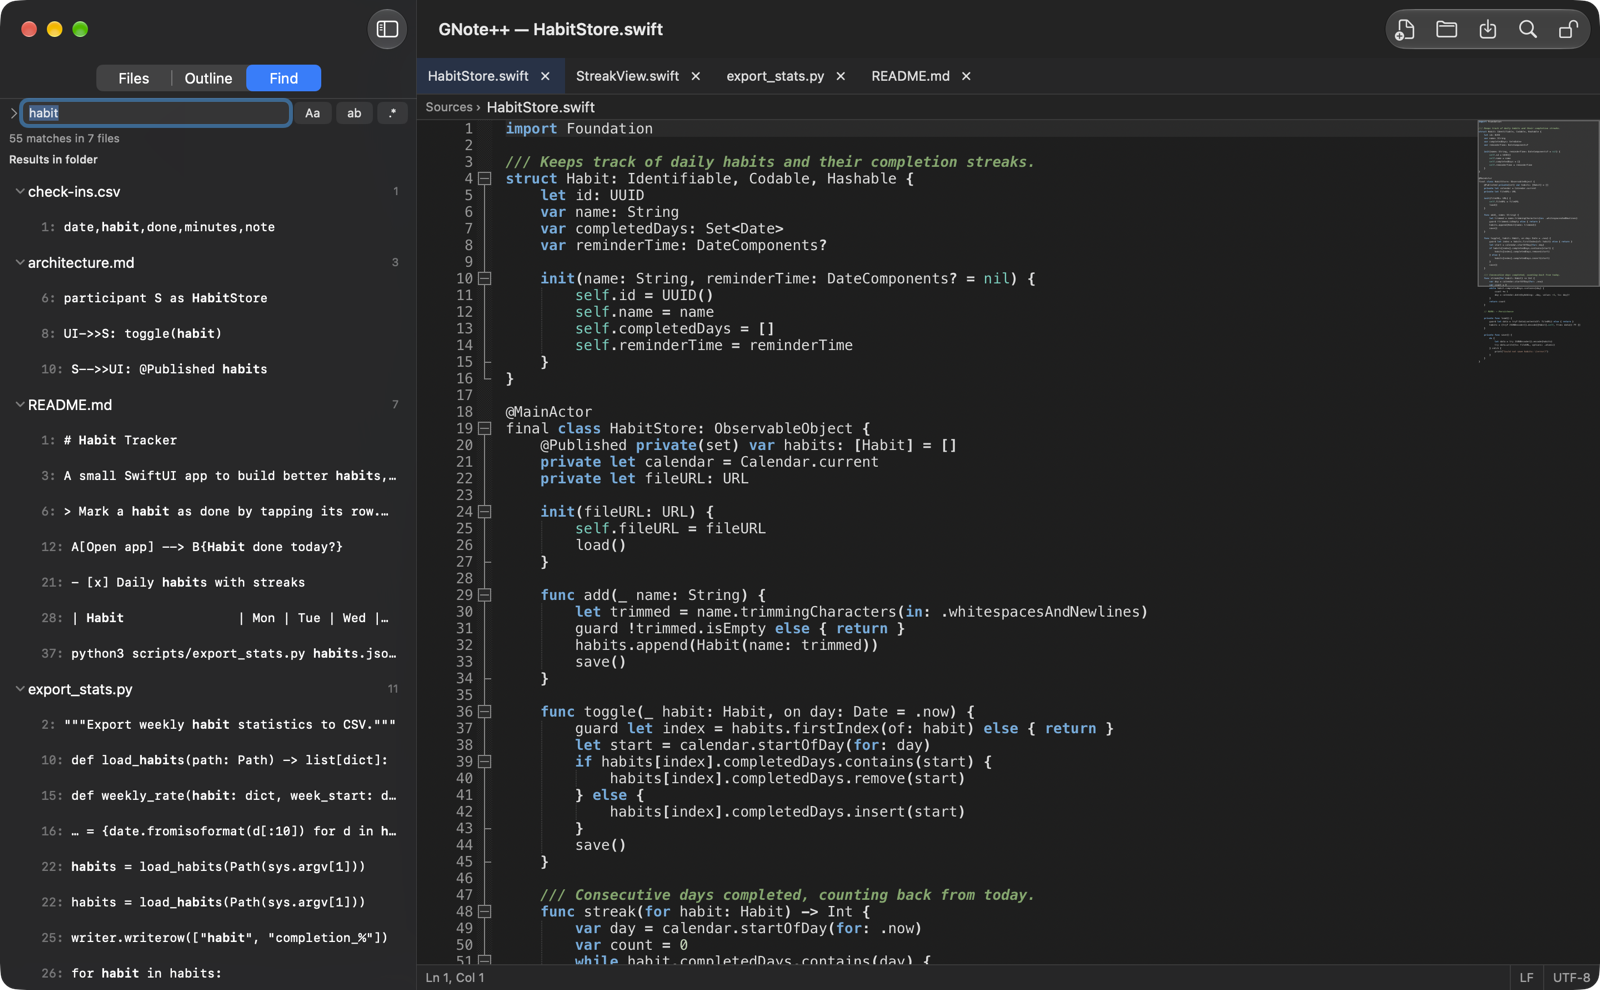 GNote++ — HabitStore.swift
Files
Outline
Find
habit
Aa
ab
.*
55 matches in 7 files
Results in folder
check-ins.csv 1
1: date,habit,done,minutes,note
architecture.md 3
6: participant S as HabitStore
8: UI->>S: toggle(habit)
10: S-->>UI: @Published habits
README.md 7
1: # Habit Tracker
3: A small SwiftUI app to build better habits,…
6: > Mark a habit as done by tapping its row.…
12: A[Open app] --> B{Habit done today?}
21: - [x] Daily habits with streaks
28: | Habit | Mon | Tue | Wed |…
37: python3 scripts/export_stats.py habits.jso…
export_stats.py 11
2: """Export weekly habit statistics to CSV."""
10: def load_habits(path: Path) -> list[dict]:
15: def weekly_rate(habit: dict, week_start: d…
16: … = {date.fromisoformat(d[:10]) for d in h…
22: habits = load_habits(Path(sys.argv[1]))
22: habits = load_habits(Path(sys.argv[1]))
25: writer.writerow(["habit", "completion_%"])
26: for habit in habits:
HabitStore.swift × StreakView.swift × export_stats.py × README.md ×
Sources › HabitStore.swift
1 import Foundation
2
3 /// Keeps track of daily habits and their completion streaks.
4 struct Habit: Identifiable, Codable, Hashable {
5 let id: UUID
6 var name: String
7 var completedDays: Set<Date>
8 var reminderTime: DateComponents?
9
10 init(name: String, reminderTime: DateComponents? = nil) {
11 self.id = UUID()
12 self.name = name
13 self.completedDays = []
14 self.reminderTime = reminderTime
15 }
16 }
17
18 @MainActor
19 final class HabitStore: ObservableObject {
20 @Published private(set) var habits: [Habit] = []
21 private let calendar = Calendar.current
22 private let fileURL: URL
23
24 init(fileURL: URL) {
25 self.fileURL = fileURL
26 load()
27 }
28
29 func add(_ name: String) {
30 let trimmed = name.trimmingCharacters(in: .whitespacesAndNewlines)
31 guard !trimmed.isEmpty else { return }
32 habits.append(Habit(name: trimmed))
33 save()
34 }
35
36 func toggle(_ habit: Habit, on day: Date = .now) {
37 guard let index = habits.firstIndex(of: habit) else { return }
38 let start = calendar.startOfDay(for: day)
39 if habits[index].completedDays.contains(start) {
40 habits[index].completedDays.remove(start)
41 } else {
42 habits[index].completedDays.insert(start)
43 }
44 save()
45 }
46
47 /// Consecutive days completed, counting back from today.
48 func streak(for habit: Habit) -> Int {
49 var day = calendar.startOfDay(for: .now)
50 var count = 0
51 while habit.completedDays.contains(day) {
Ln 1, Col 1
LF
UTF-8